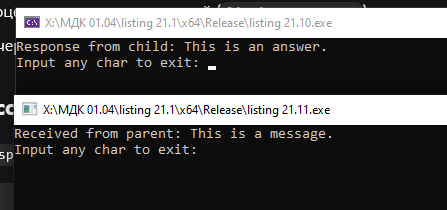 X:\МДК 01.04\listing 21.1\x64\Release\listing 21.10.exe
Response from child: This is an answer.
Input any char to exit:
X:\МДК 01.04\listing 21.1\x64\Release\listing 21.11.exe
Received from parent: This is a message.
Input any char to exit: